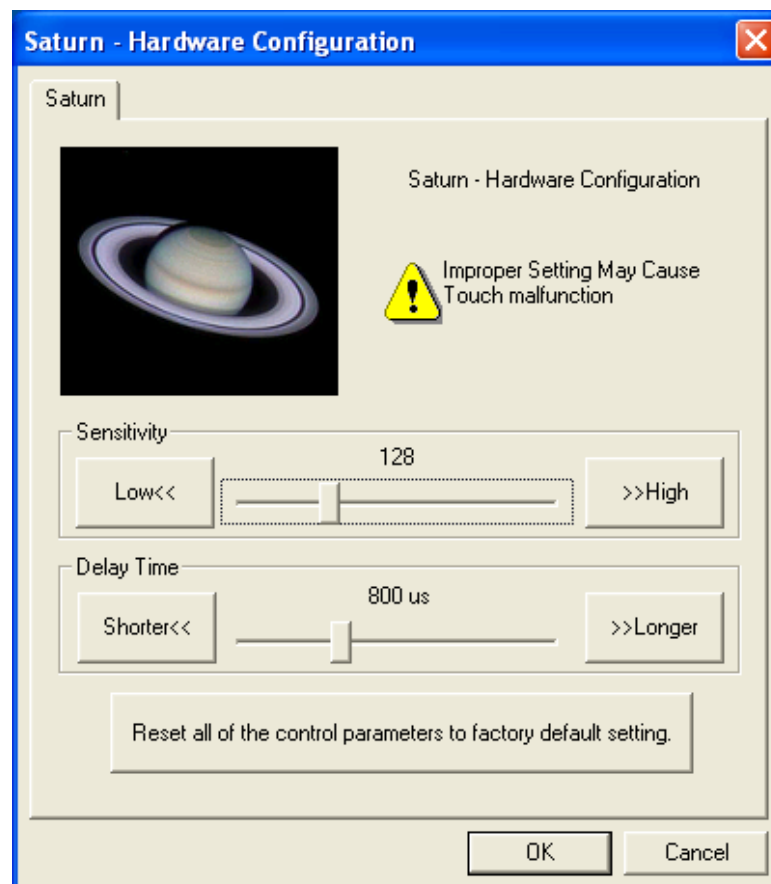 Saturn - Hardware Configuration
Saturn
Saturn - Hardware Configuration
Improper Setting May Cause
Touch malfunction
Sensitivity
128
Low<<
>>High
Delay Time
800 us
Shorter<<
>>Longer
Reset all of the control parameters to factory default setting.
OK
Cancel